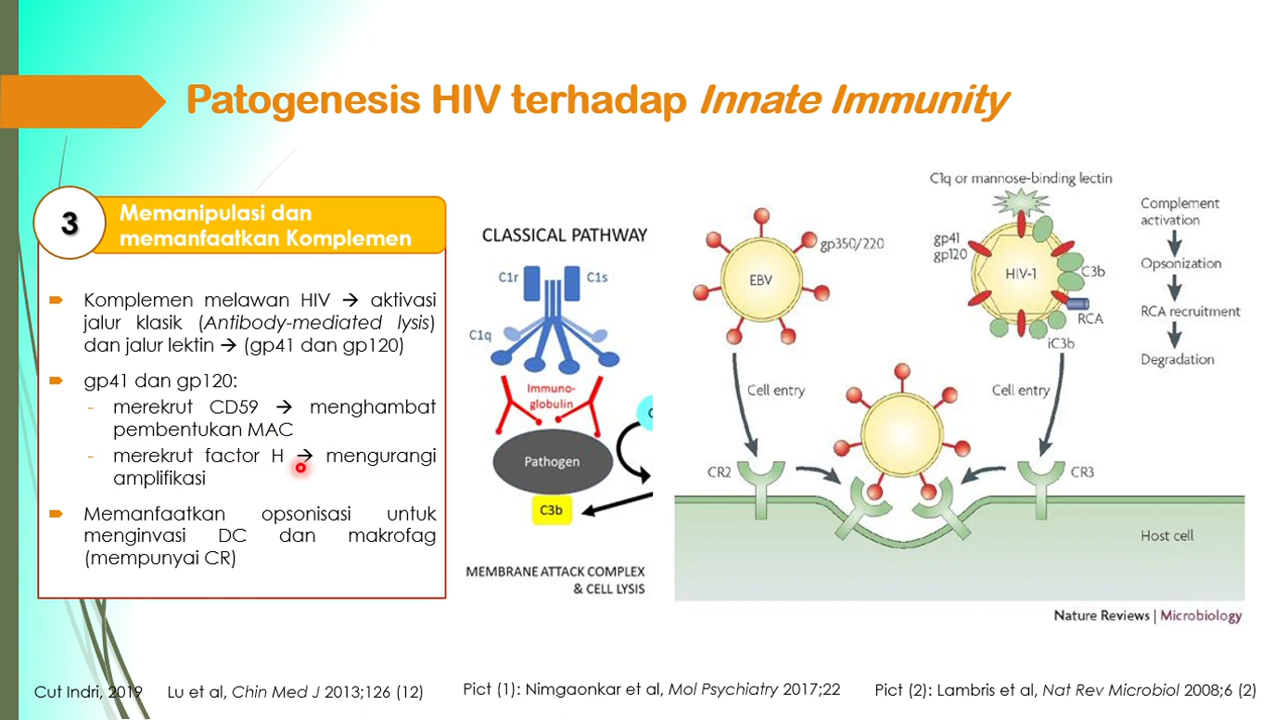 Patogenesis HIV terhadap Innate Immunity
3
Memanipulasi dan
memanfaatkan Komplemen
Komplemen melawan HIV → aktivasi
jalur klasik (Antibody-mediated lysis)
dan jalur lektin → (gp41 dan gp120)
gp41 dan gp120:
- merekrut CD59 → menghambat
pembentukan MAC
- merekrut factor H → mengurangi
amplifikasi
Memanfaatkan opsonisasi untuk
menginvasi DC dan makrofag
(mempunyai CR)
CLASSICAL PATHWAY
C1r
C1s
C1q
Immuno-
globulin
Pathogen
C3b
MEMBRANE ATTACK COMPLEX
& CELL LYSIS
C1q or mannose-binding lectin
gp350/220
EBV
gp41
gp120
HIV-1
C3b
RCA
iC3b
Complement
activation
Opsonization
RCA recruitment
Degradation
Cell entry
Cell entry
CR2
CR3
Host cell
Nature Reviews | Microbiology
Cut Indri, 2019
Lu et al, Chin Med J 2013;126 (12)
Pict (1): Nimgaonkar et al, Mol Psychiatry 2017;22
Pict (2): Lambris et al, Nat Rev Microbiol 2008;6 (2)